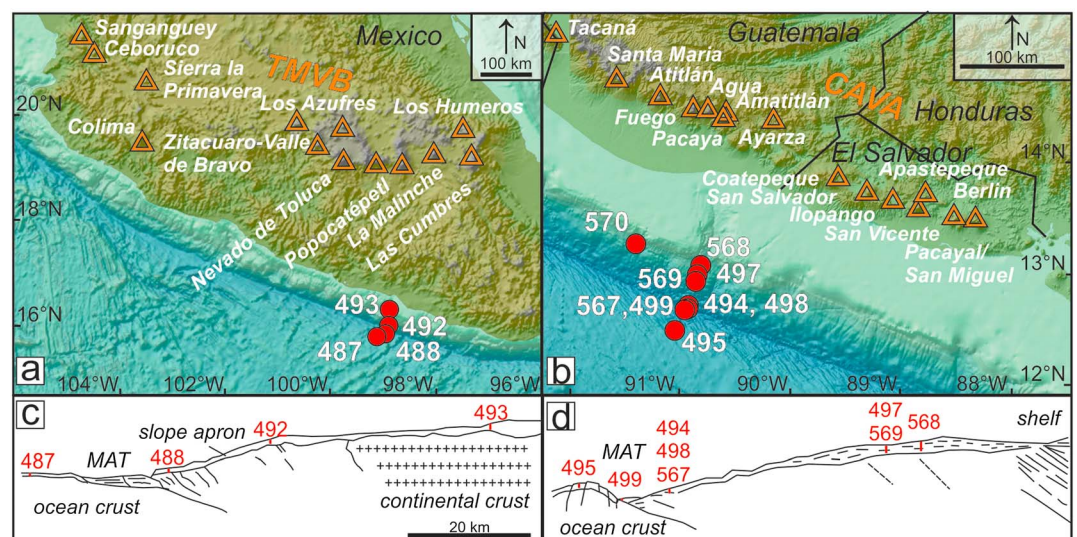 Sanganguey
Ceboruco
Sierra la
Primavera
Mexico
N
100 km
TMVB
Los Azufres
Los Humeros
20°N
Colima
Zitacuaro-Valle
de Bravo
Nevado de Toluca
Popocatépetl
La Malinche
Las Cumbres
18°N
16°N
493
492
487
488
a
104°W
102°W
100°W
98°W
96°W
Tacaná
Guatemala
N
100 km
Santa Maria
Atitlán
Agua
Amatitlán
CAVA
Honduras
Fuego
Pacaya
Ayarza
14°N
El Salvador
Coatepeque
Apastepeque
San Salvador
Berlin
Ilopango
San Vicente
Pacayal/
San Miguel
570
568
13°N
569
497
567,499
494, 498
495
b
12°N
91°W
90°W
89°W
88°W
c
493
slope apron
492
487
MAT
488
ocean crust
continental crust
20 km
d
497
568
shelf
569
494
MAT
498
495
499
567
ocean crust